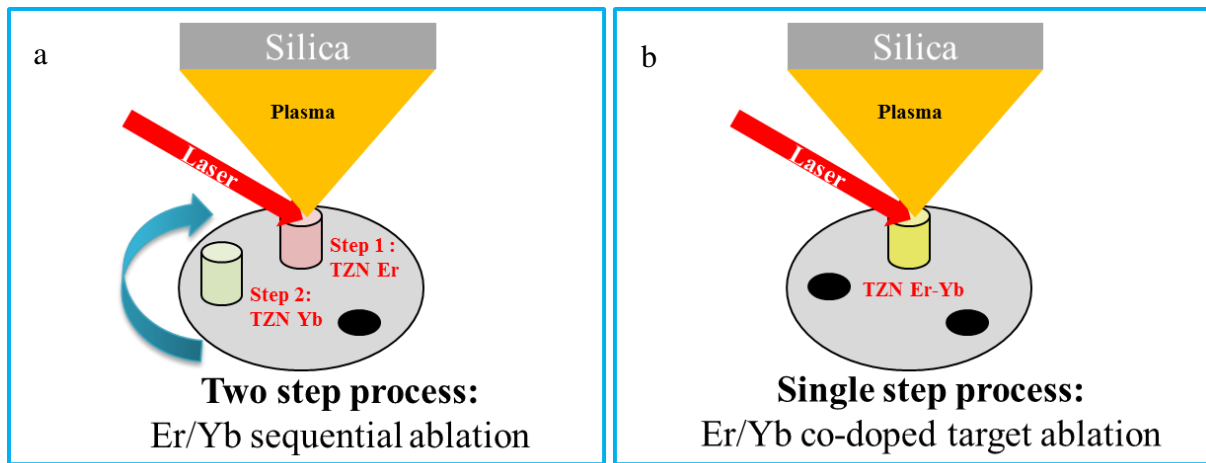 a
Silica
Plasma
Laser
Step 1 :
TZN Er
Step 2:
TZN Yb
Two step process:
Er/Yb sequential ablation
b
Silica
Plasma
Laser
TZN Er-Yb
Single step process:
Er/Yb co-doped target ablation